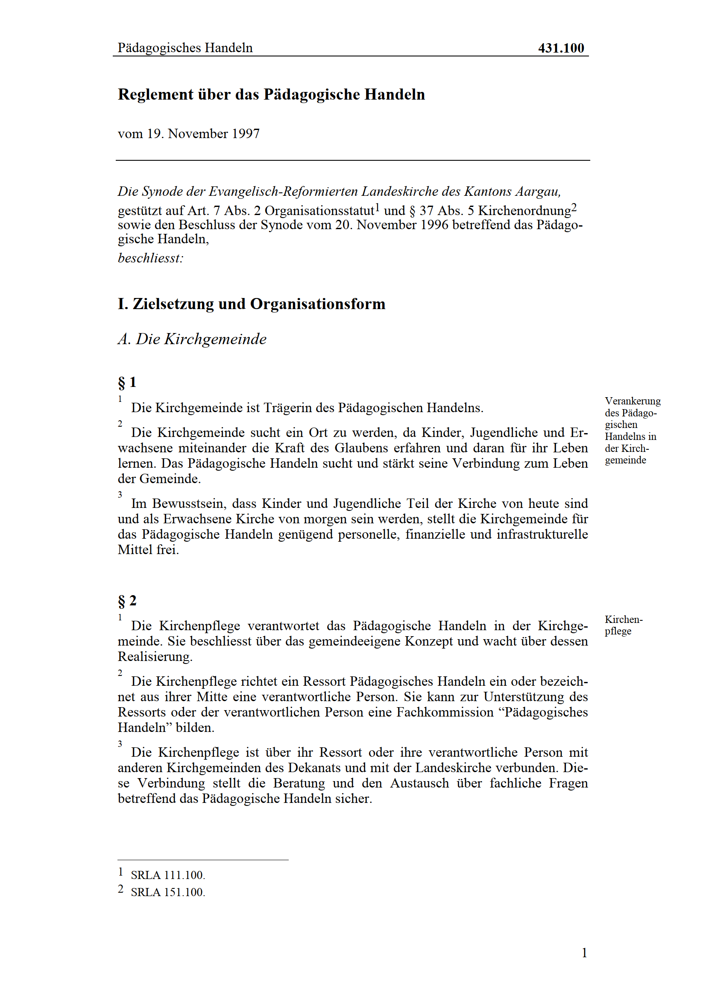 Pädagogisches Handeln 431.100
Reglement über das Pädagogische Handeln
vom 19. November 1997
Die Synode der Evangelisch-Reformierten Landeskirche des Kantons Aargau,
gestützt auf Art. 7 Abs. 2 Organisationsstatut1 und § 37 Abs. 5 Kirchenordnung2
sowie den Beschluss der Synode vom 20. November 1996 betreffend das Pädago-
gische Handeln,
beschliesst:
I. Zielsetzung und Organisationsform
A. Die Kirchgemeinde
§ 1
1 Die Kirchgemeinde ist Trägerin des Pädagogischen Handelns.
2 Die Kirchgemeinde sucht ein Ort zu werden, da Kinder, Jugendliche und Er-
wachsene miteinander die Kraft des Glaubens erfahren und daran für ihr Leben
lernen. Das Pädagogische Handeln sucht und stärkt seine Verbindung zum Leben
der Gemeinde.
3 Im Bewusstsein, dass Kinder und Jugendliche Teil der Kirche von heute sind
und als Erwachsene Kirche von morgen sein werden, stellt die Kirchgemeinde für
das Pädagogische Handeln genügend personelle, finanzielle und infrastrukturelle
Mittel frei.
Verankerung
des Pädago-
gischen
Handelns in
der Kirch-
gemeinde
§ 2
1 Die Kirchenpflege verantwortet das Pädagogische Handeln in der Kirchge-
meinde. Sie beschliesst über das gemeindeeigene Konzept und wacht über dessen
Realisierung.
2 Die Kirchenpflege richtet ein Ressort Pädagogisches Handeln ein oder bezeich-
net aus ihrer Mitte eine verantwortliche Person. Sie kann zur Unterstützung des
Ressorts oder der verantwortlichen Person eine Fachkommission “Pädagogisches
Handeln” bilden.
3 Die Kirchenpflege ist über ihr Ressort oder ihre verantwortliche Person mit
anderen Kirchgemeinden des Dekanats und mit der Landeskirche verbunden. Die-
se Verbindung stellt die Beratung und den Austausch über fachliche Fragen
betreffend das Pädagogische Handeln sicher.
Kirchen-
pflege
1 SRLA 111.100.
2 SRLA 151.100.
1